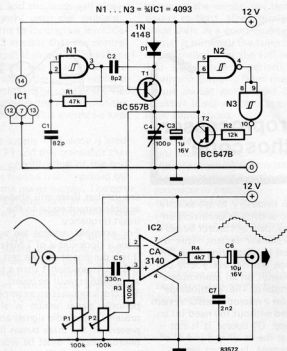 N1 ... N3 = ¾IC1 = 4093
12 V
1N
4148
N1
C2
D1
N2
14
1
2
3
8p2
T1
5
6
4
8
9
IC1
12
7
13
R1
47k
BC 557B
N3
10
C1
82p
C4
100p
C3
1µ
16V
T2
R2
12k
BC 547B
0
12 V
IC2
2
7
C5
3
CA
3140
6
R4
C6
330n
4
4k7
10µ
16V
R3
100k
C7
2n2
P1
P2
100k
100k
83572